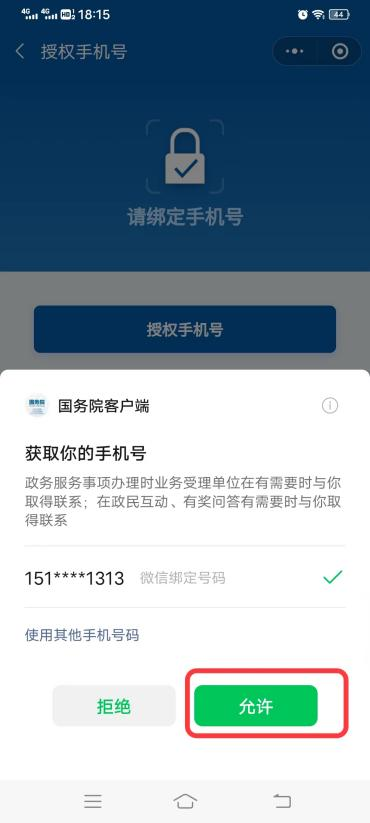 4G 4G HD 1 2 18:15 44
授权手机号
请绑定手机号
授权手机号
国务院 国务院客户端
获取你的手机号
政务服务事项办理时业务受理单位在有需要时与你
取得联系；在政民互动、有奖问答有需要时与你取
得联系
151****1313 微信绑定号码
使用其他手机号码
拒绝 允许